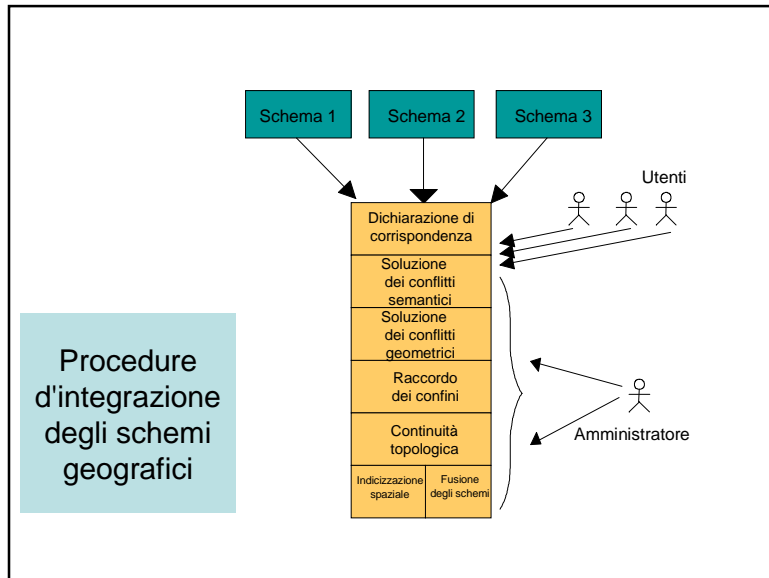 Schema 1
Schema 2
Schema 3
Utenti
Dichiarazione di
corrispondenza
Soluzione
dei conflitti
semantici
Soluzione
dei conflitti
geometrici
Raccordo
dei confini
Continuità
topologica
Indicizzazione
spaziale
Fusione
degli schemi
Amministratore
Procedure
d'integrazione
degli schemi
geografici